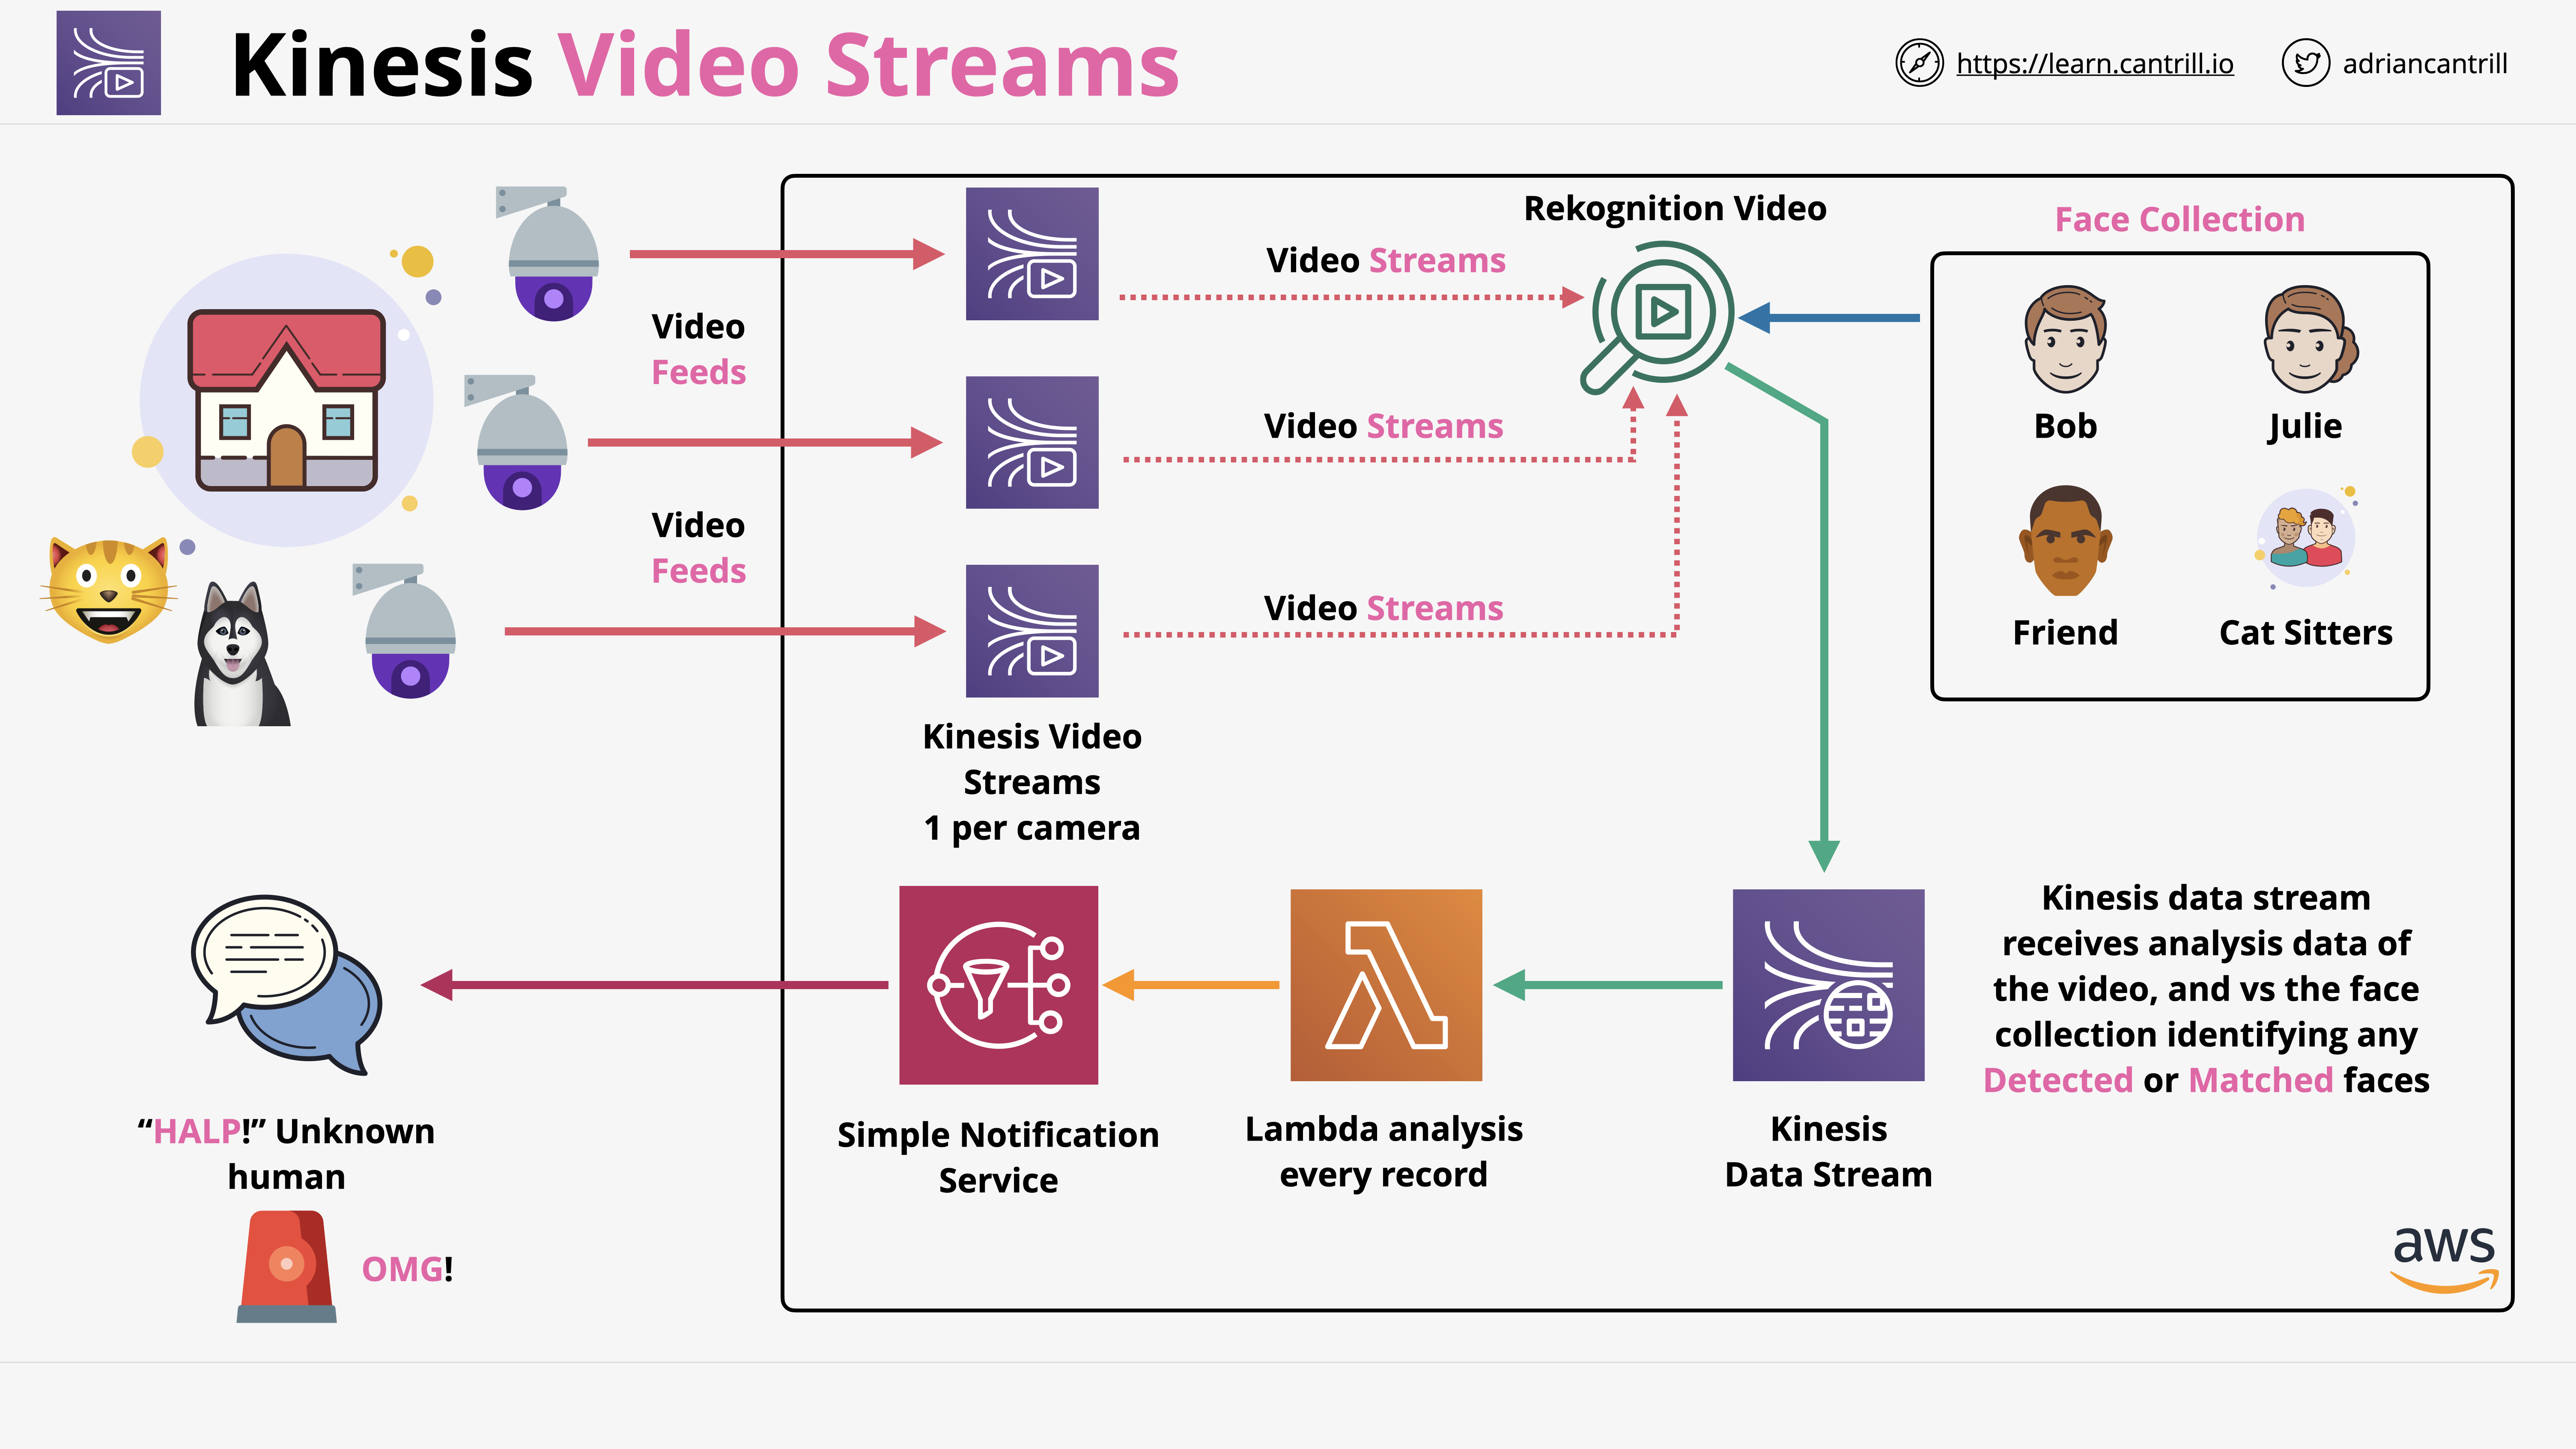 Kinesis Video Streams
https://learn.cantrill.io
adriancantrill
Rekognition Video
Face Collection
Video Streams
Video
Feeds
Bob
Julie
Video Streams
Video
Feeds
Video Streams
Friend
Cat Sitters
Kinesis Video
Streams
1 per camera
Kinesis data stream
receives analysis data of
the video, and vs the face
collection identifying any
Detected or Matched faces
“HALP!” Unknown
human
Simple Notification
Service
Lambda analysis
every record
Kinesis
Data Stream
OMG!
aws